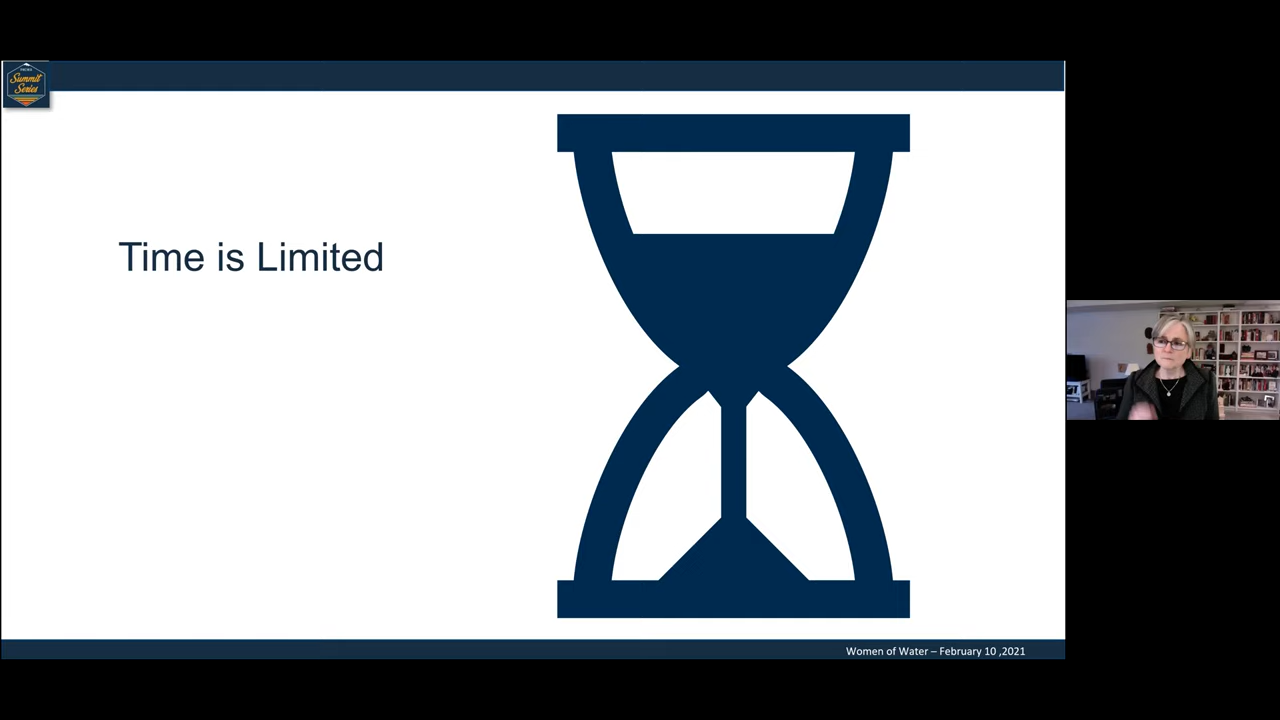 Summit
Series
Time is Limited
Women of Water – February 10 ,2021